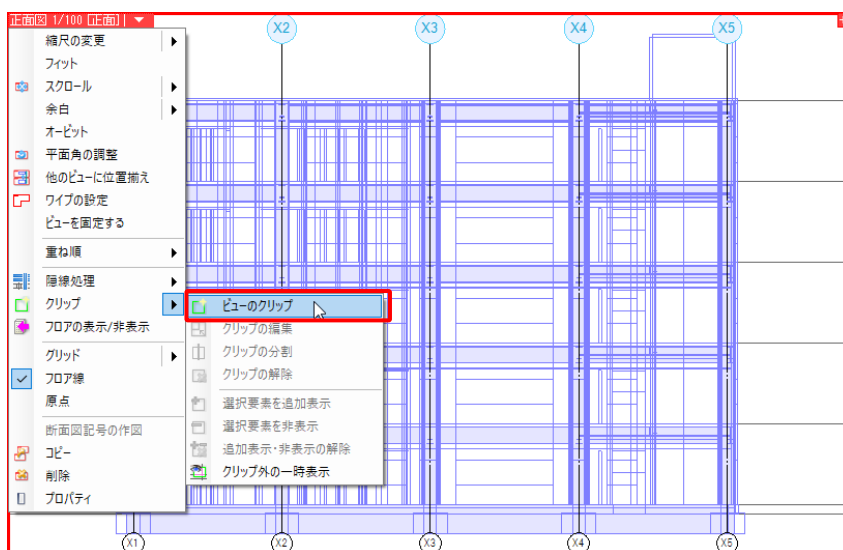 正面図 1/100 [正面]
X2
X3
X4
X5
縮尺の変更
フィット
スクロール
余白
オービット
平面角の調整
他のビューに位置揃え
ワイプの設定
ビューを固定する
重ね順
隠線処理
クリップ
フロアの表示/非表示
グリッド
フロア線
原点
断面図記号の作図
コピー
削除
プロパティ
ビューのクリップ
クリップの編集
クリップの分割
クリップの解除
選択要素を追加表示
選択要素を非表示
追加表示・非表示の解除
クリップ外の一時表示
X1
X2
X3
X4
X5